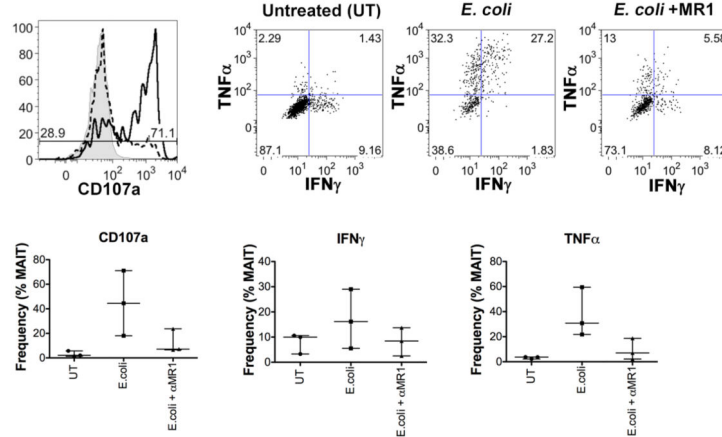 100
80
60
40
20
0
28.9
71.1
0
10²
10³
10⁴
CD107a
Untreated (UT)
2.29
1.43
10⁴
10³
10²
0
TNFα
87.1
9.16
0
10¹
10²
10³
IFNγ
E. coli
32.3
27.2
10⁴
10³
10²
0
TNFα
38.6
1.83
0
10¹
10²
10³
IFNγ
E. coli +MR1
13
5.58
10⁴
10³
10²
0
TNFα
73.1
8.12
0
10¹
10²
10³
IFNγ
CD107a
Frequency (% MAIT)
80
60
40
20
0
UT
E.coli
E.coli + αMR1
IFNγ
Frequency (% MAIT)
40
30
20
10
0
UT
E.coli
E.coli + αMR1
TNFα
Frequency (% MAIT)
80
60
40
20
0
UT
E.coli
E.coli + αMR1